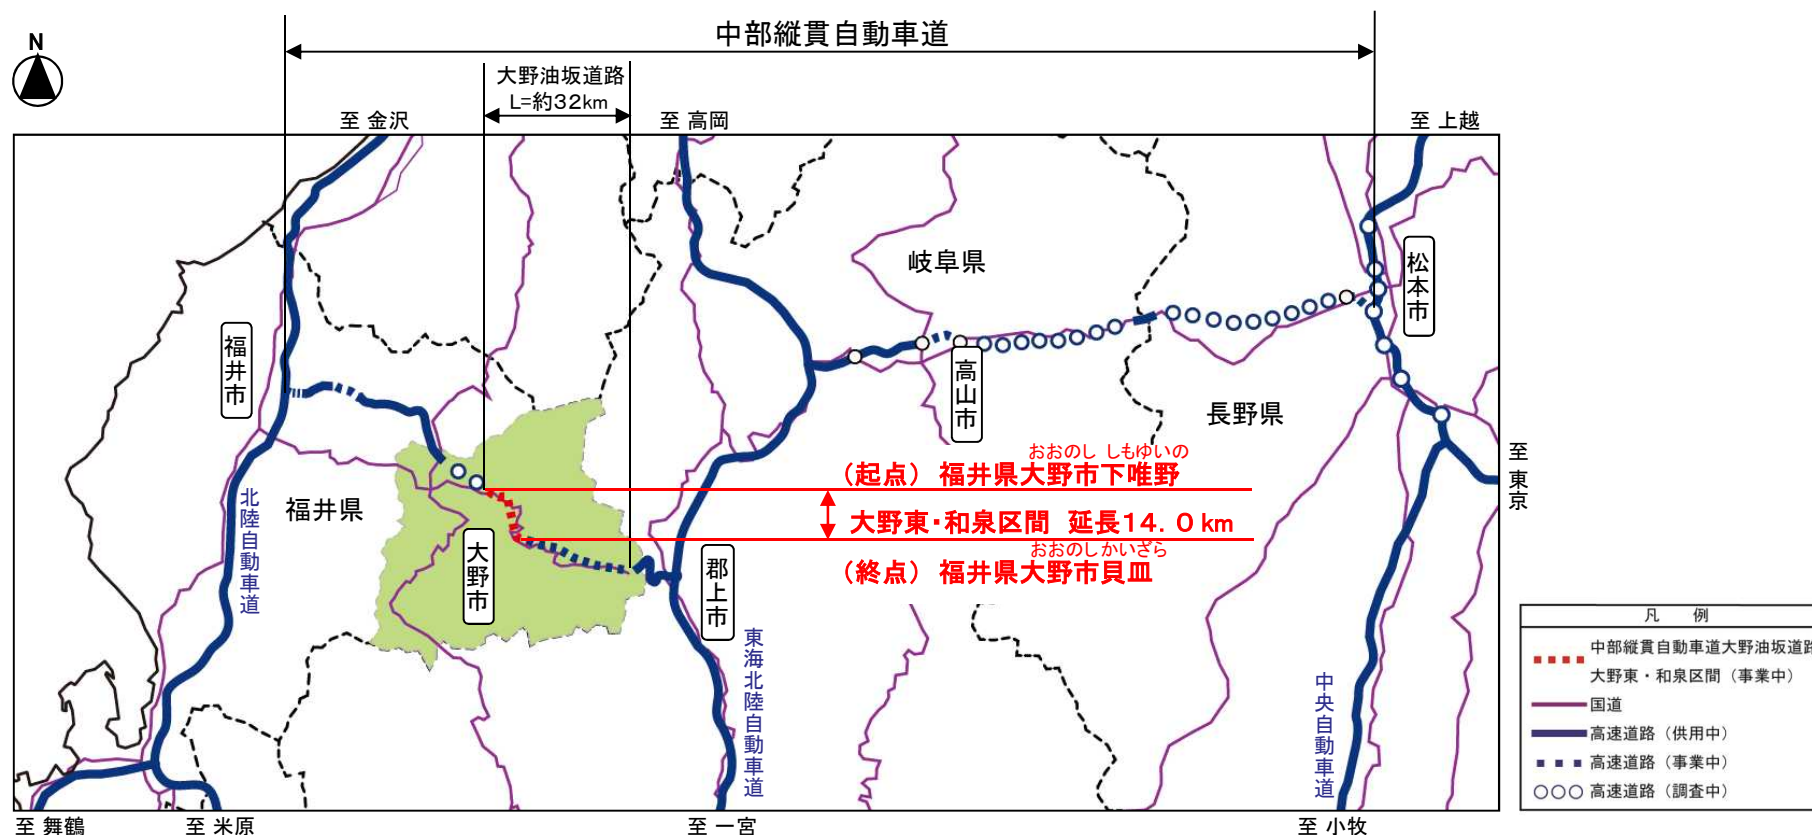 中部縦貫自動車道
N
大野油坂道路
L=約32km
至 金沢
至 高岡
至 上越
岐阜県
松本市
福井市
高山市
長野県
おおのし しもゆいの
(起点) 福井県大野市下唯野
至 東京
北陸自動車道
福井県
大野東・和泉区間 延長14.0km
大野市
郡上市
おおのしかいざら
(終点) 福井県大野市貝皿
東海北陸自動車道
中央自動車道
凡 例
中部縦貫自動車道大野油坂道路
大野東・和泉区間(事業中)
国道
高速道路(供用中)
高速道路(事業中)
高速道路(調査中)
至 舞鶴
至 米原
至 一宮
至 小牧